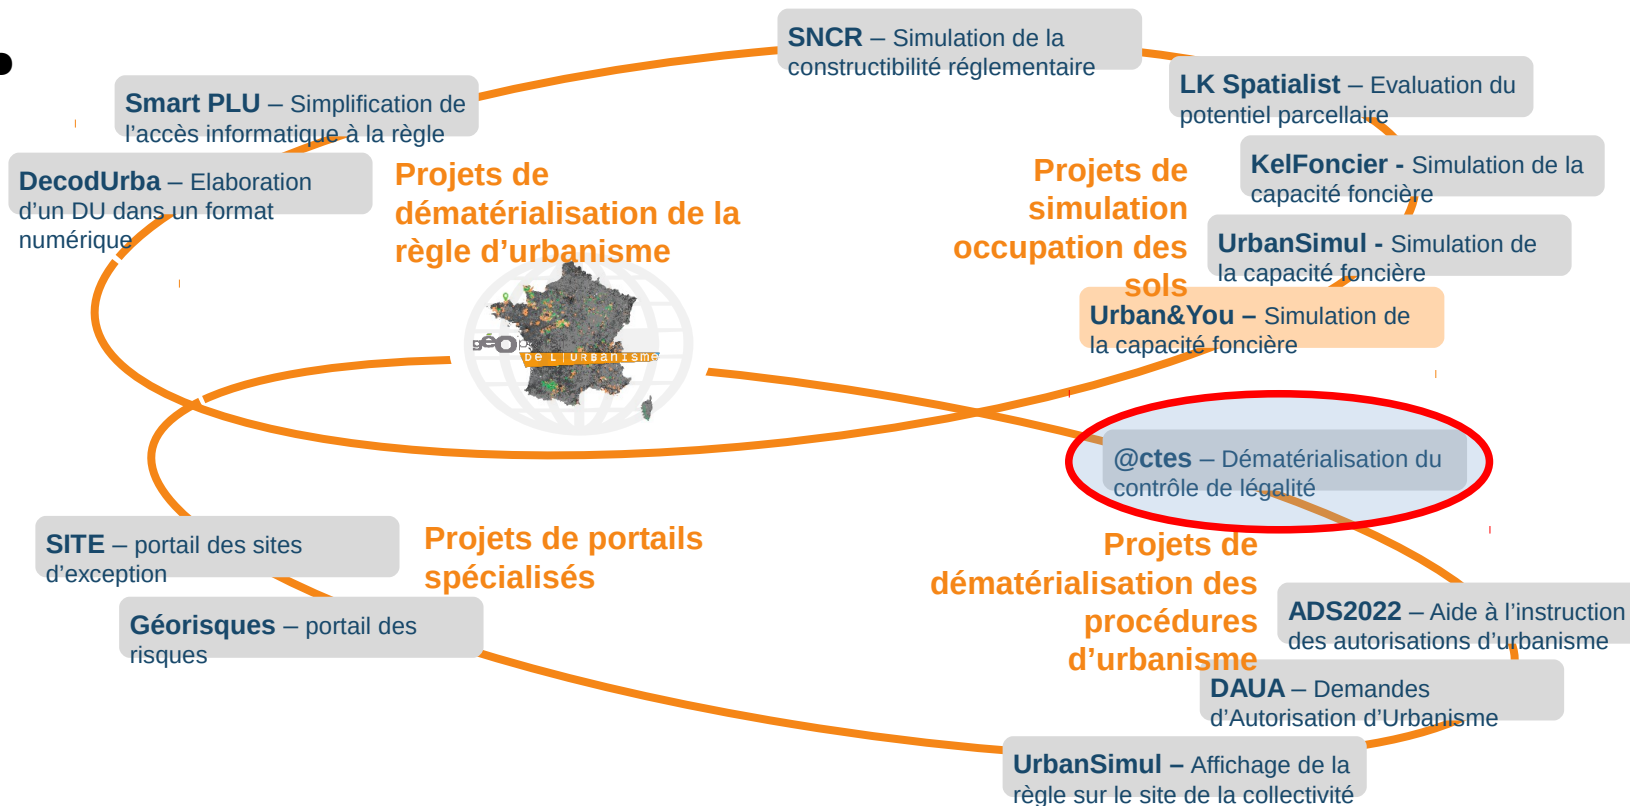 SNCR – Simulation de la
constructibilité réglementaire
LK Spatialist – Evaluation du
potentiel parcellaire
Smart PLU – Simplification de
l’accès informatique à la règle
KelFoncier - Simulation de la
capacité foncière
DecodUrba – Elaboration
d’un DU dans un format
numérique
Projets de
dématérialisation de la
règle d’urbanisme
Projets de
simulation
occupation des
sols
UrbanSimul - Simulation de
la capacité foncière
Urban&You – Simulation de
la capacité foncière
géo
De L'URBanisme
@ctes – Dématérialisation du
contrôle de légalité
SITE – portail des sites
d’exception
Projets de portails
spécialisés
Projets de
dématérialisation des
procédures
d’urbanisme
Géorisques – portail des
risques
ADS2022 – Aide à l’instruction
des autorisations d’urbanisme
DAUA – Demandes
d’Autorisation d’Urbanisme
UrbanSimul – Affichage de la
règle sur le site de la collectivité